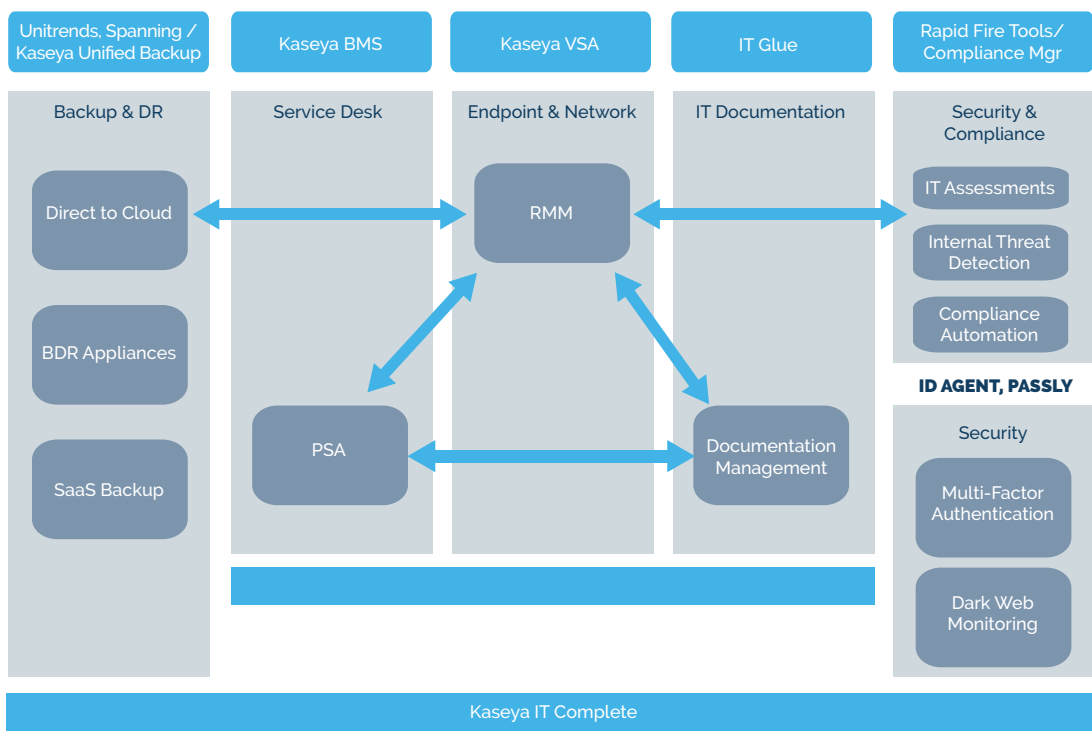 Unitrends, Spanning /
Kaseya Unified Backup
Kaseya BMS
Kaseya VSA
IT Glue
Rapid Fire Tools/
Compliance Mgr
Backup & DR
Direct to Cloud
BDR Appliances
SaaS Backup
Service Desk
PSA
Endpoint & Network
RMM
IT Documentation
Documentation
Management
Security &
Compliance
IT Assessments
Internal Threat
Detection
Compliance
Automation
ID AGENT, PASSLY
Security
Multi-Factor
Authentication
Dark Web
Monitoring
Kaseya IT Complete